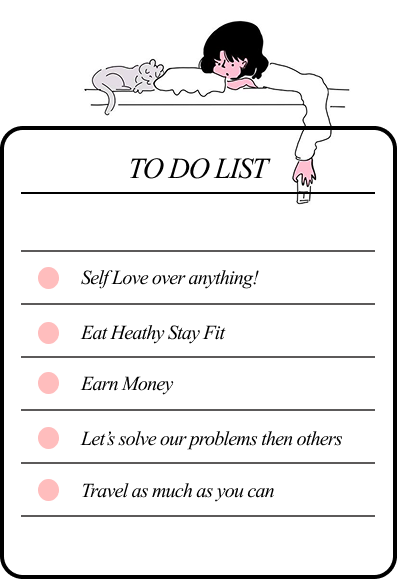 TO DO LIST
Self Love over anything!
Eat Heathy Stay Fit
Earn Money
Let's solve our problems then others
Travel as much as you can